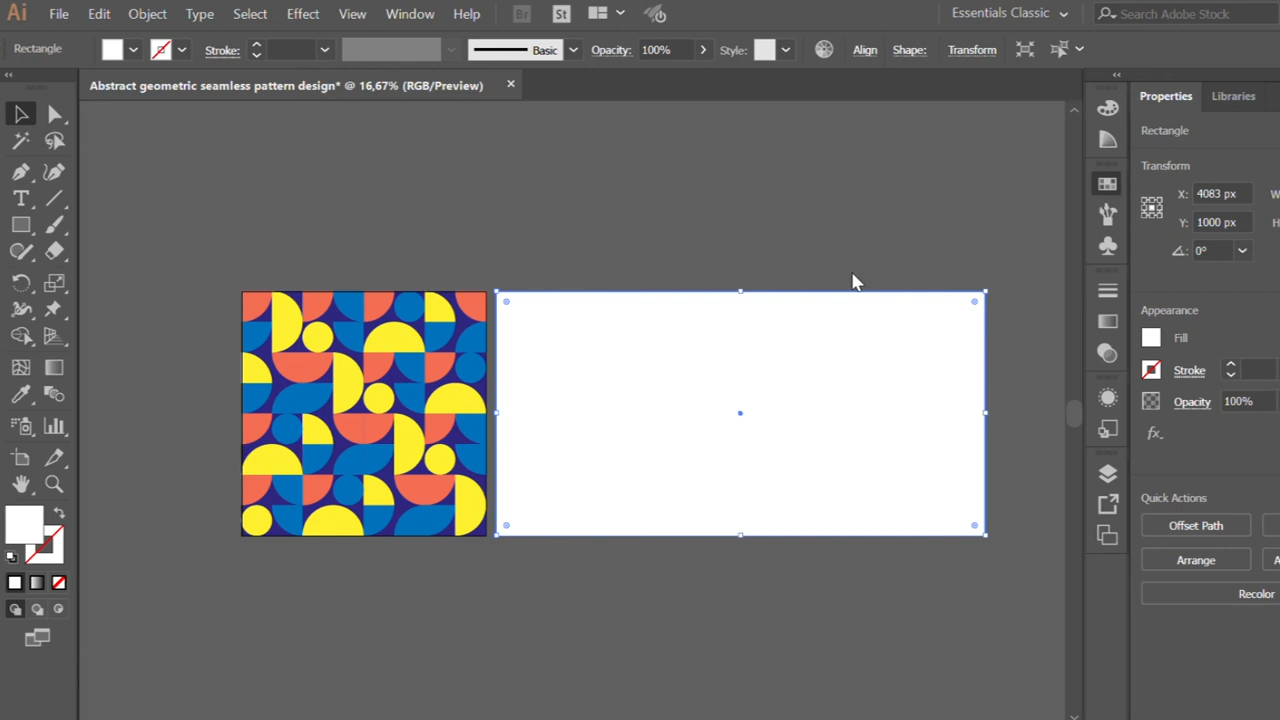 Ai File Edit Object Type Select Effect View Window Help Br St Essentials Classic Search Adobe Stock
Rectangle Stroke: Basic Opacity: 100% Style: Align Shape: Transform
Abstract geometric seamless pattern design* @ 16,67% (RGB/Preview)
Properties Libraries
Rectangle
Transform
X: 4083 px W
Y: 1000 px H
0°
Appearance
Fill
Stroke
Opacity 100%
fx
Quick Actions
Offset Path
Arrange A
Recolor